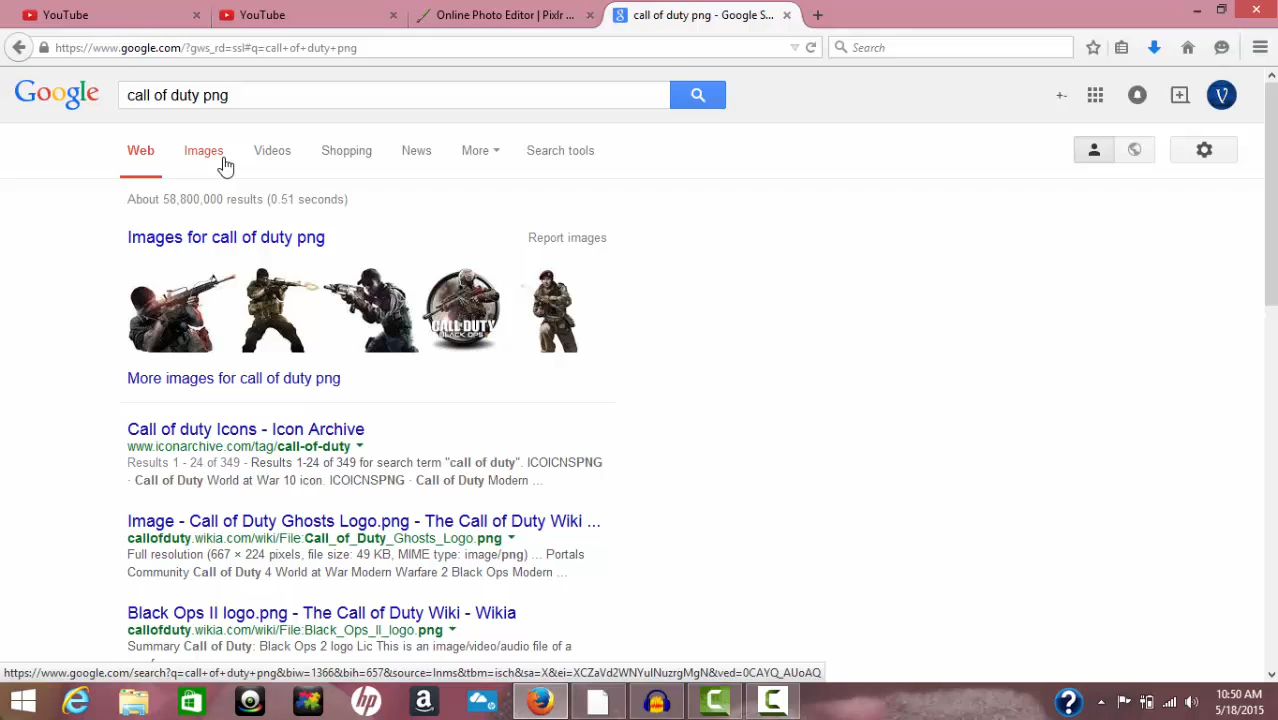 YouTube × YouTube × Online Photo Editor | Pixlr ... × call of duty png - Google S... × +
https://www.google.com/?gws_rd=ssl#q=call+of+duty+png Search
Google call of duty png +- V
Web Images Videos Shopping News More Search tools
About 58,800,000 results (0.51 seconds)
Images for call of duty png Report images
CALL OF DUTY
BLACK OPS
More images for call of duty png
Call of duty Icons - Icon Archive
www.iconarchive.com/tag/call-of-duty
Results 1 - 24 of 349 - Results 1-24 of 349 for search term "call of duty". ICOICNSPNG
· Call of Duty World at War 10 icon. ICOICNSPNG · Call of Duty Modern ...
Image - Call of Duty Ghosts Logo.png - The Call of Duty Wiki ...
callofduty.wikia.com/wiki/File:Call_of_Duty_Ghosts_Logo.png
Full resolution (667 × 224 pixels, file size: 49 KB, MIME type: image/png) ... Portals
Community Call of Duty 4 World at War Modern Warfare 2 Black Ops Modern ...
Black Ops II logo.png - The Call of Duty Wiki - Wikia
callofduty.wikia.com/wiki/File:Black_Ops_II_logo.png
Summary Call of Duty: Black Ops 2 logo Lic This is an image/video/audio file of a
https://www.google.com/search?q=call+of+duty+png&biw=1366&bih=657&source=lnms&tbm=isch&sa=X&ei=XCZaVd2WNYulNuzrgMgN&ved=0CAYQ_AUoAQ
hp a C C ? 10:50 AM
5/18/2015